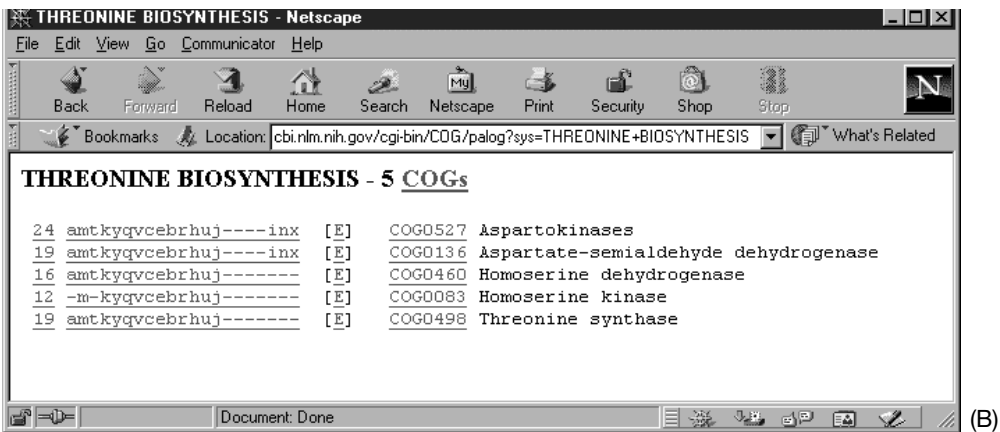 THREONINE BIOSYNTHESIS - Netscape
File Edit View Go Communicator Help
Back Forward Reload Home Search Netscape Print Security Shop Stop
My
N
Bookmarks Location: cbi.nlm.nih.gov/cgi-bin/COG/palog?sys=THREONINE+BIOSYNTHESIS What's Related
THREONINE BIOSYNTHESIS - 5 COGs
24 amtkyqvcebrhuj----inx [E] COG0527 Aspartokinases
19 amtkyqvcebrhuj----inx [E] COG0136 Aspartate-semialdehyde dehydrogenase
16 amtkyqvcebrhuj------- [E] COG0460 Homoserine dehydrogenase
12 -m-kyqvcebrhuj------- [E] COG0083 Homoserine kinase
19 amtkyqvcebrhuj------- [E] COG0498 Threonine synthase
Document: Done
(B)